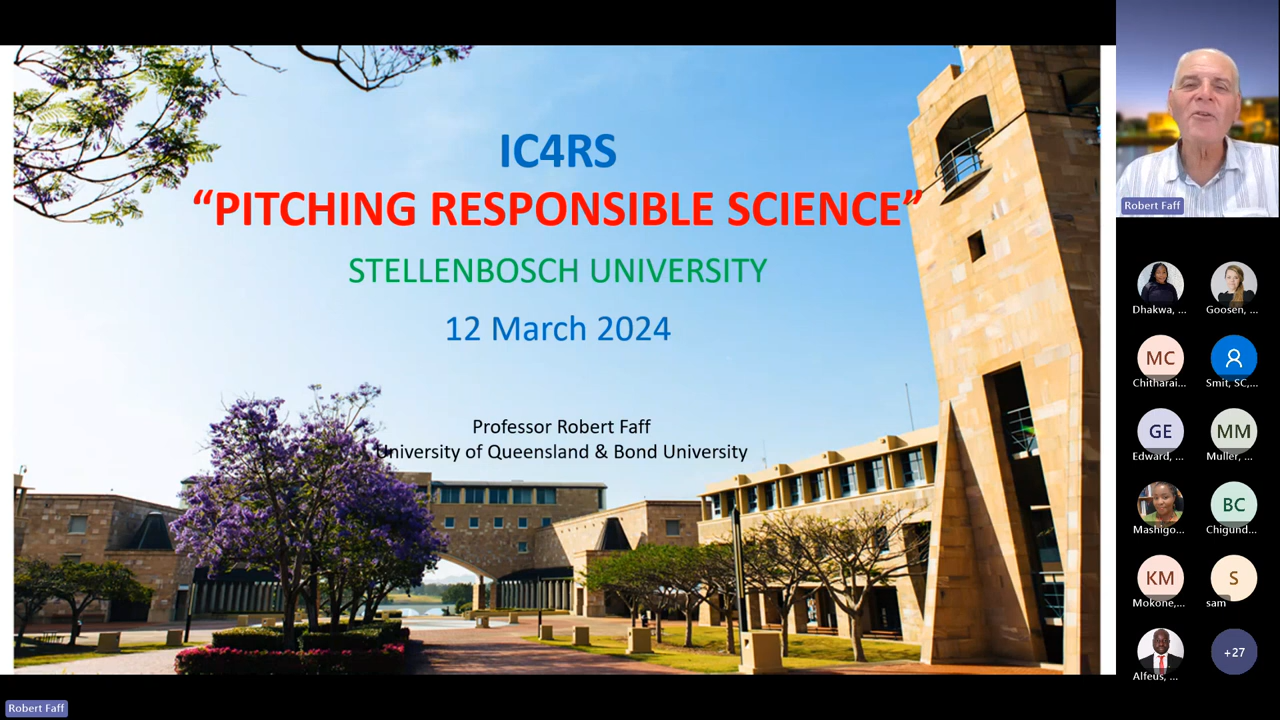 IC4RS
“PITCHING RESPONSIBLE SCIENCE”
STELLENBOSCH UNIVERSITY
12 March 2024
Professor Robert Faff
University of Queensland & Bond University
Robert Faff
Dhakwa, ...
Goosen, ...
MC
Chitharai...
Smit, SC,...
GE
Edward, ...
MM
Muller, ...
Mashigo...
BC
Chigund...
KM
Mokone,...
S
sam
Alfeus, ...
+27
Robert Faff